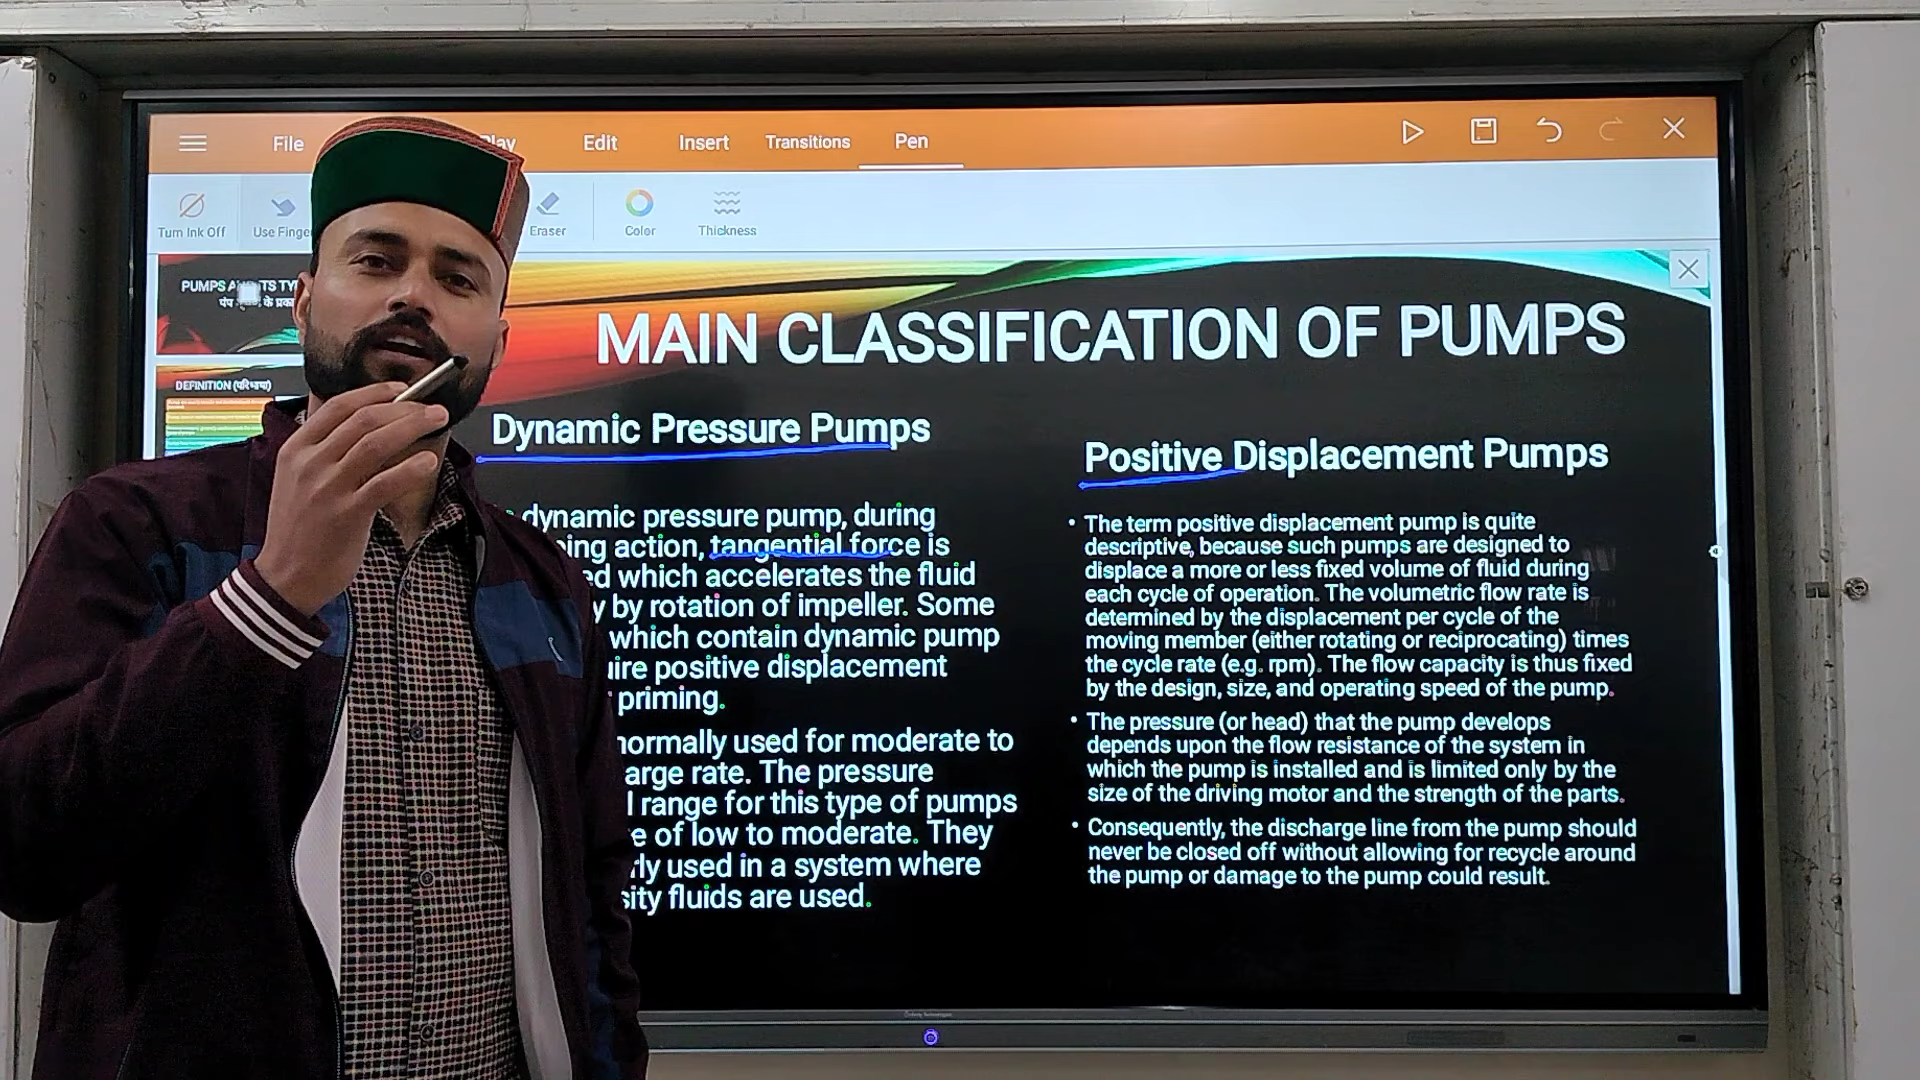 File
Edit
Insert
Transitions
Pen
Turn Ink Off
Use
Eraser
Color
Thickness
PUMPS
पंप
DEFINITION (परिभाषा)
MAIN CLASSIFICATION OF PUMPS
Dynamic Pressure Pumps
dynamic pressure pump, during
action, tangential force is
which accelerates the fluid
by rotation of impeller. Some
which contain dynamic pump
positive displacement
priming.
normally used for moderate to
rate. The pressure
range for this type of pumps
of low to moderate. They
used in a system where
fluids are used.
Positive Displacement Pumps
• The term positive displacement pump is quite
descriptive, because such pumps are designed to
displace a more or less fixed volume of fluid during
each cycle of operation. The volumetric flow rate is
determined by the displacement per cycle of the
moving member (either rotating or reciprocating) times
the cycle rate (e.g. rpm). The flow capacity is thus fixed
by the design, size, and operating speed of the pump.
• The pressure (or head) that the pump develops
depends upon the flow resistance of the system in
which the pump is installed and is limited only by the
size of the driving motor and the strength of the parts.
• Consequently, the discharge line from the pump should
never be closed off without allowing for recycle around
the pump or damage to the pump could result.